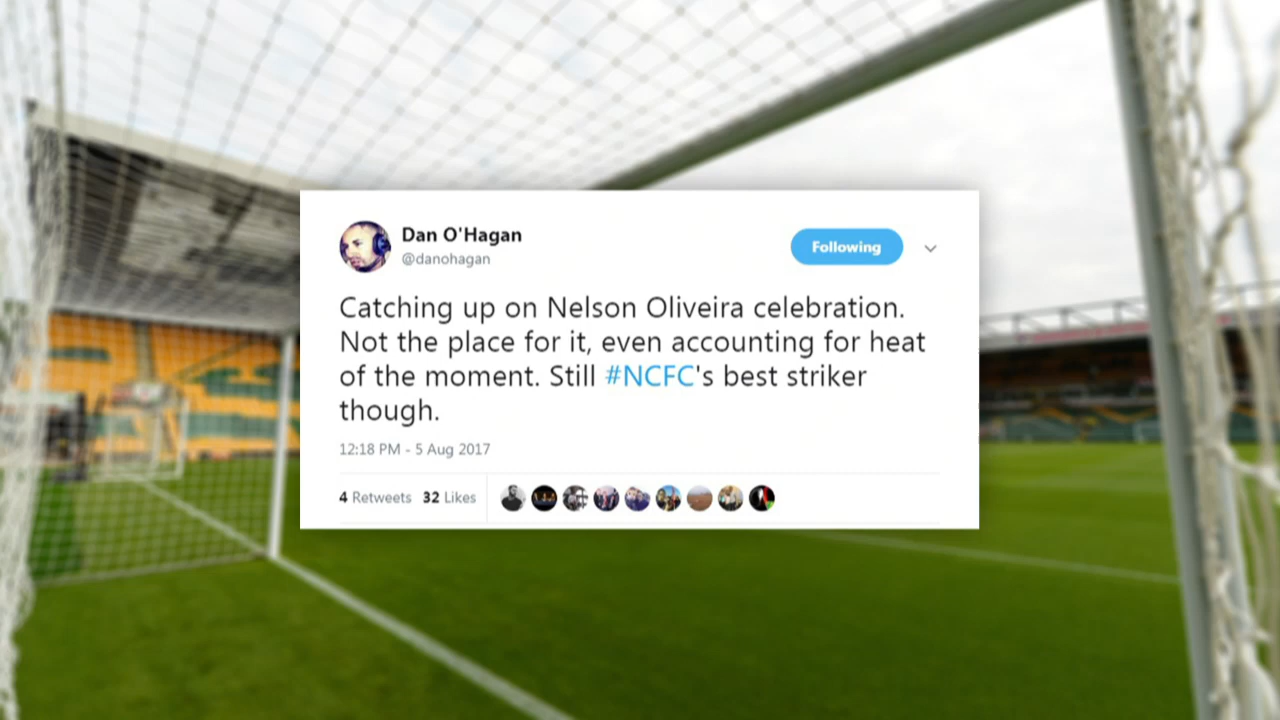 Dan O'Hagan
@danohagan
Following
Catching up on Nelson Oliveira celebration.
Not the place for it, even accounting for heat
of the moment. Still #NCFC's best striker
though.
12:18 PM - 5 Aug 2017
4 Retweets 32 Likes